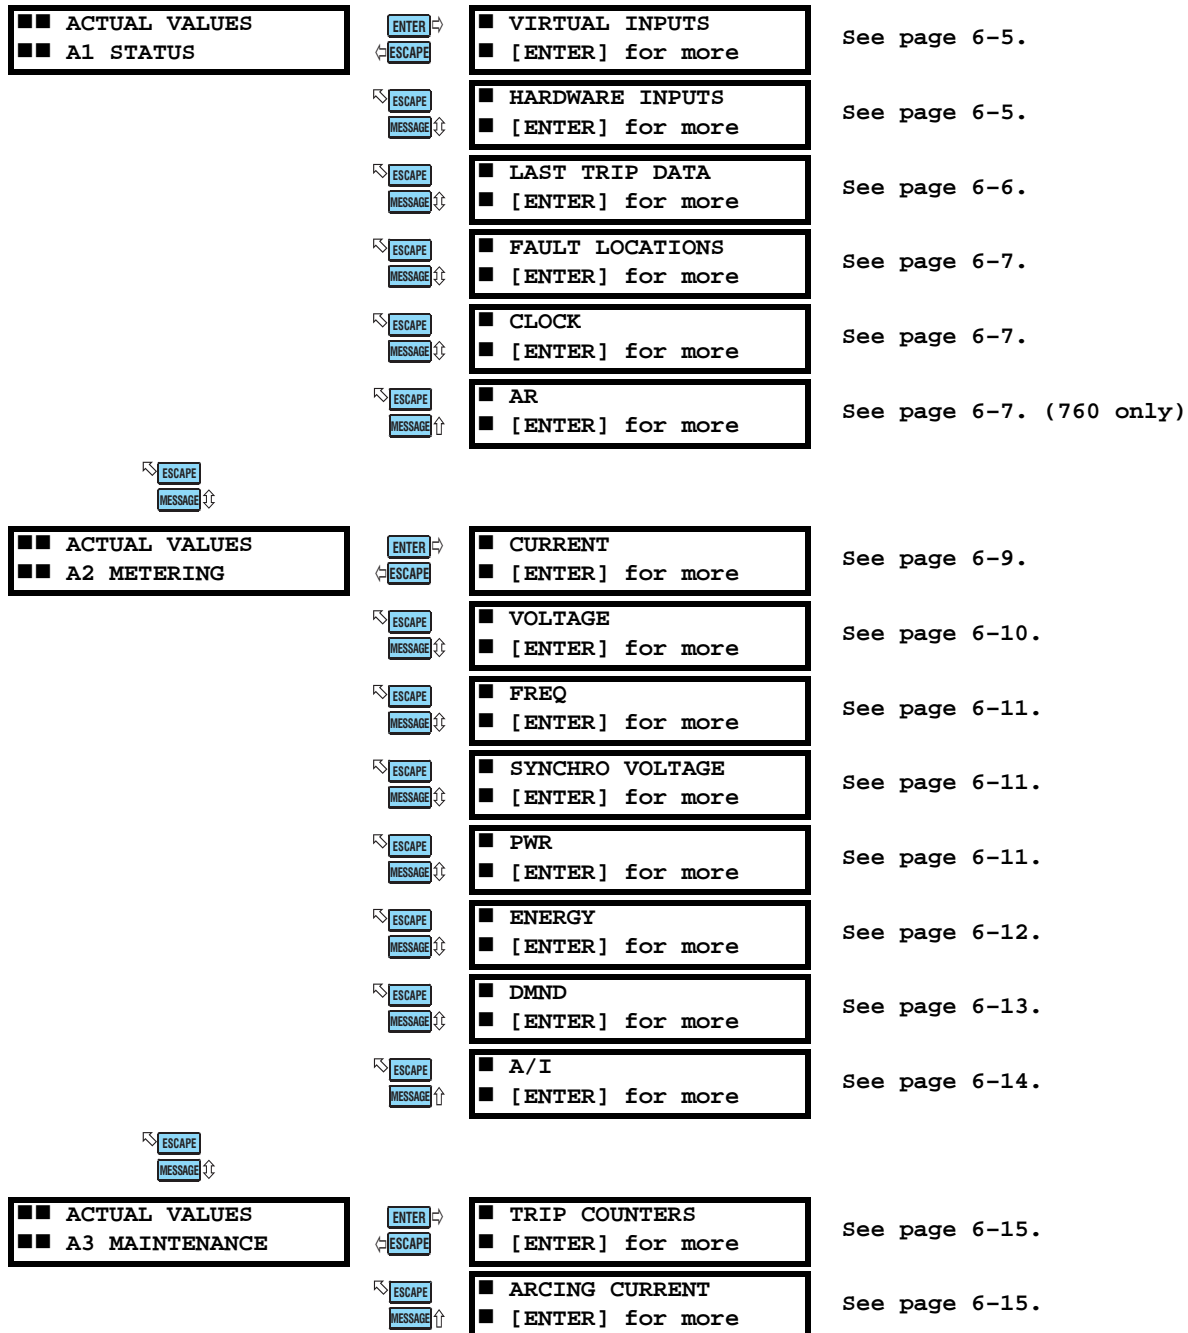 ■■ ACTUAL VALUES
■■ A1 STATUS
ENTER
ESCAPE
■ VIRTUAL INPUTS
■ [ENTER] for more
See page 6-5.
ESCAPE
MESSAGE
■ HARDWARE INPUTS
■ [ENTER] for more
See page 6-5.
ESCAPE
MESSAGE
■ LAST TRIP DATA
■ [ENTER] for more
See page 6-6.
ESCAPE
MESSAGE
■ FAULT LOCATIONS
■ [ENTER] for more
See page 6-7.
ESCAPE
MESSAGE
■ CLOCK
■ [ENTER] for more
See page 6-7.
ESCAPE
MESSAGE
■ AR
■ [ENTER] for more
See page 6-7. (760 only)
ESCAPE
MESSAGE
■■ ACTUAL VALUES
■■ A2 METERING
ENTER
ESCAPE
■ CURRENT
■ [ENTER] for more
See page 6-9.
ESCAPE
MESSAGE
■ VOLTAGE
■ [ENTER] for more
See page 6-10.
ESCAPE
MESSAGE
■ FREQ
■ [ENTER] for more
See page 6-11.
ESCAPE
MESSAGE
■ SYNCHRO VOLTAGE
■ [ENTER] for more
See page 6-11.
ESCAPE
MESSAGE
■ PWR
■ [ENTER] for more
See page 6-11.
ESCAPE
MESSAGE
■ ENERGY
■ [ENTER] for more
See page 6-12.
ESCAPE
MESSAGE
■ DMND
■ [ENTER] for more
See page 6-13.
ESCAPE
MESSAGE
■ A/I
■ [ENTER] for more
See page 6-14.
ESCAPE
MESSAGE
■■ ACTUAL VALUES
■■ A3 MAINTENANCE
ENTER
ESCAPE
■ TRIP COUNTERS
■ [ENTER] for more
See page 6-15.
ESCAPE
MESSAGE
■ ARCING CURRENT
■ [ENTER] for more
See page 6-15.